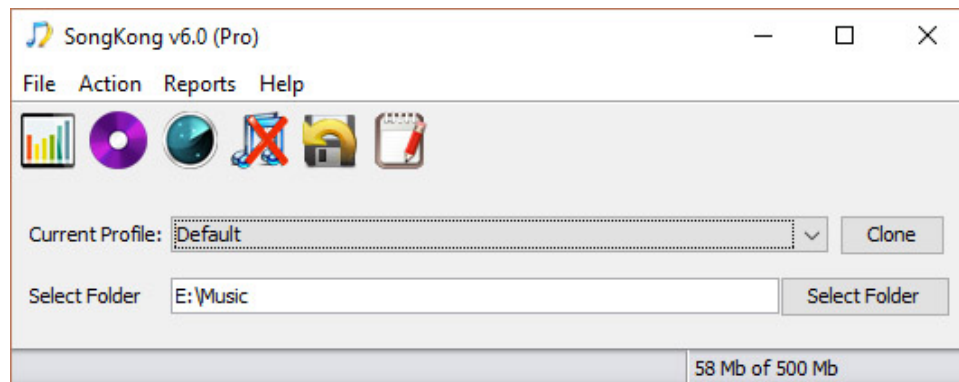 SongKong v6.0 (Pro)
File Action Reports Help
Current Profile: Default Clone
Select Folder E:\Music Select Folder
58 Mb of 500 Mb